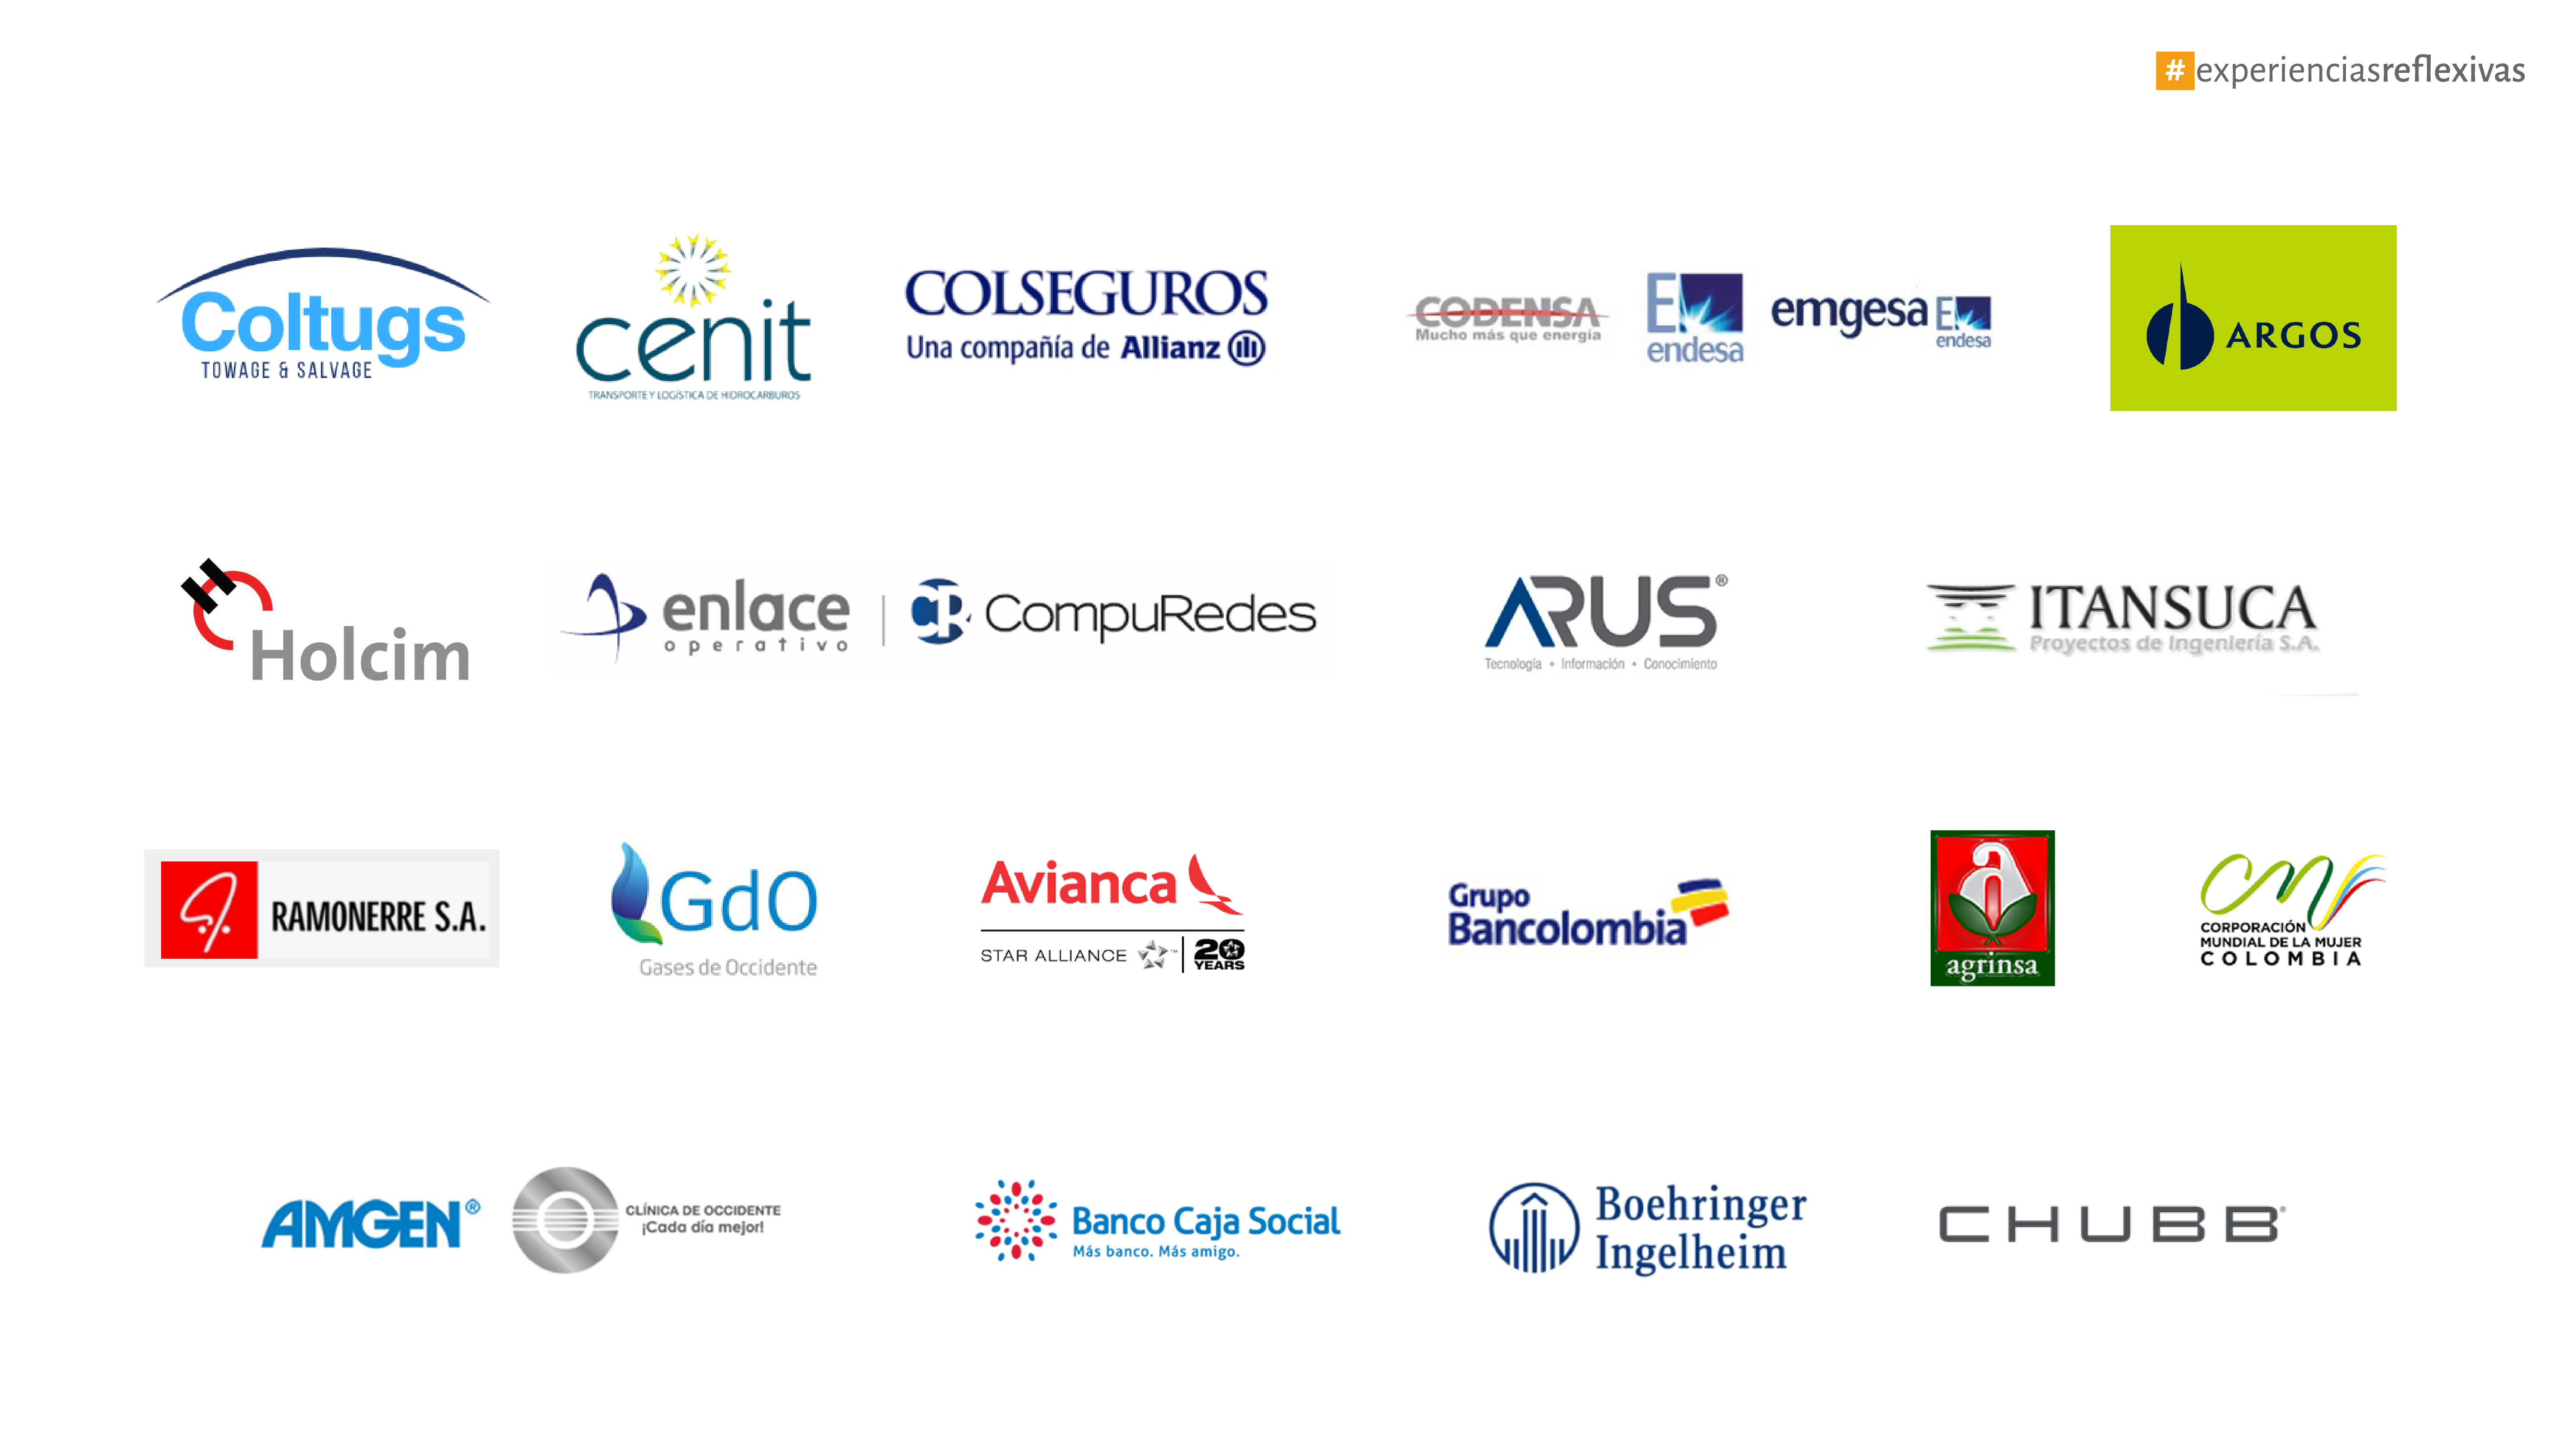 #experienciasreflexivas
Coltugs
TOWAGE & SALVAGE
cenit
TRANSPORTE Y LOGÍSTICA DE HIDROCARBUROS
COLSEGUROS
Una compañía de Allianz
CODENSA
Mucho más que energía
endesa
emgesa
endesa
ARGOS
Holcim
enlace
operativo
CompuRedes
ARUS®
Tecnología • Información • Conocimiento
ITANSUCA
Proyectos de Ingeniería S.A.
RAMONERRE S.A.
GdO
Gases de Occidente
Avianca
STAR ALLIANCE ™ 20
YEARS
Grupo
Bancolombia
a
agrinsa
cm
CORPORACIÓN
MUNDIAL DE LA MUJER
COLOMBIA
AMGEN®
CLÍNICA DE OCCIDENTE
¡Cada día mejor!
Banco Caja Social
Más banco. Más amigo.
Boehringer
Ingelheim
CHUBB®